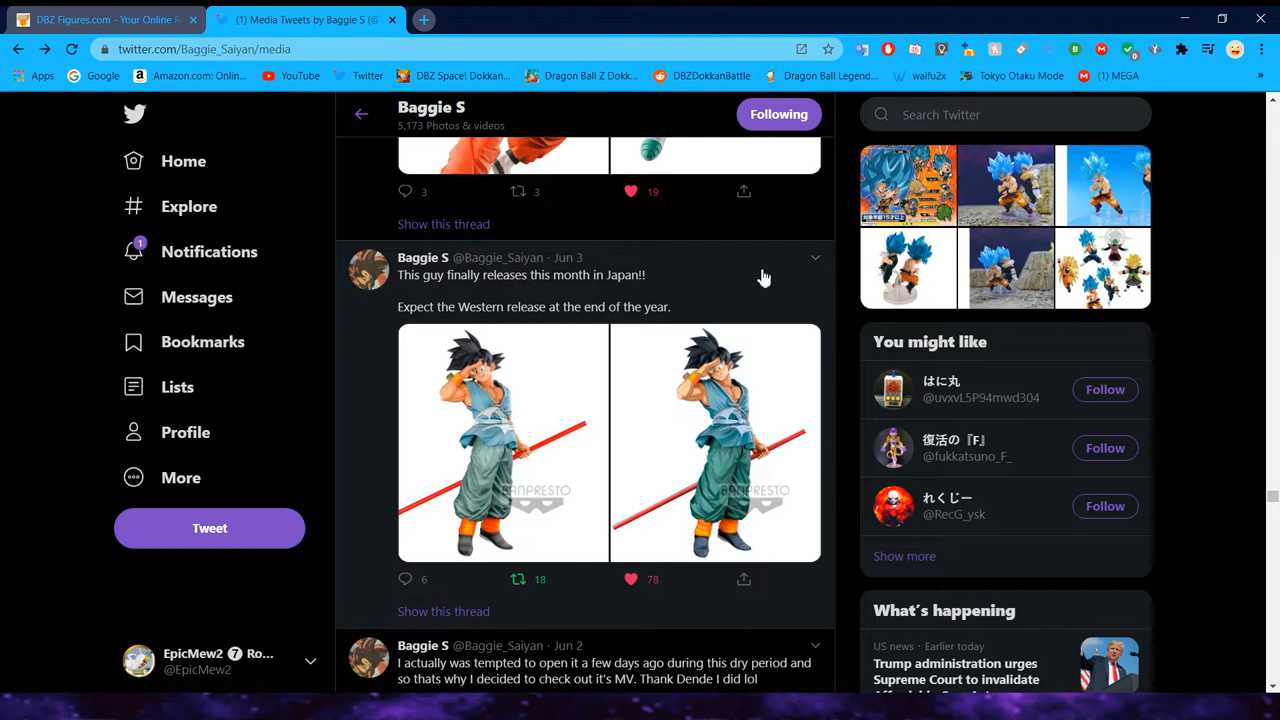 DBZ Figures.com - Your Online R
(1) Media Tweets by Baggie S (@
twitter.com/Baggie_Saiyan/media
Apps
Google
Amazon.com: Onlin...
YouTube
Twitter
DBZ Space! Dokkan...
Dragon Ball Z Dokk...
DBZDokkanBattle
Dragon Ball Legend...
waifu2x
Tokyo Otaku Mode
(1) MEGA
»
Home
Explore
1
Notifications
Messages
Bookmarks
Lists
Profile
More
Tweet
EpicMew2 7 Ro...
@EpicMew2
Baggie S
5,173 Photos & videos
Following
3
3
19
Show this thread
Baggie S @Baggie_Saiyan · Jun 3
This guy finally releases this month in Japan!!
Expect the Western release at the end of the year.
BANPRESTO
BANPRESTO
6
18
78
Show this thread
Baggie S @Baggie_Saiyan · Jun 2
I actually was tempted to open it a few days ago during this dry period and
so thats why I decided to check out it's MV. Thank Dende I did lol
Search Twitter
You might like
はに丸
@uvxvL5P94mwd304
Follow
復活の『F』
@fukkatsuno_F_
Follow
れくじー
@RecG_ysk
Follow
Show more
What's happening
US news · Earlier today
Trump administration urges
Supreme Court to invalidate